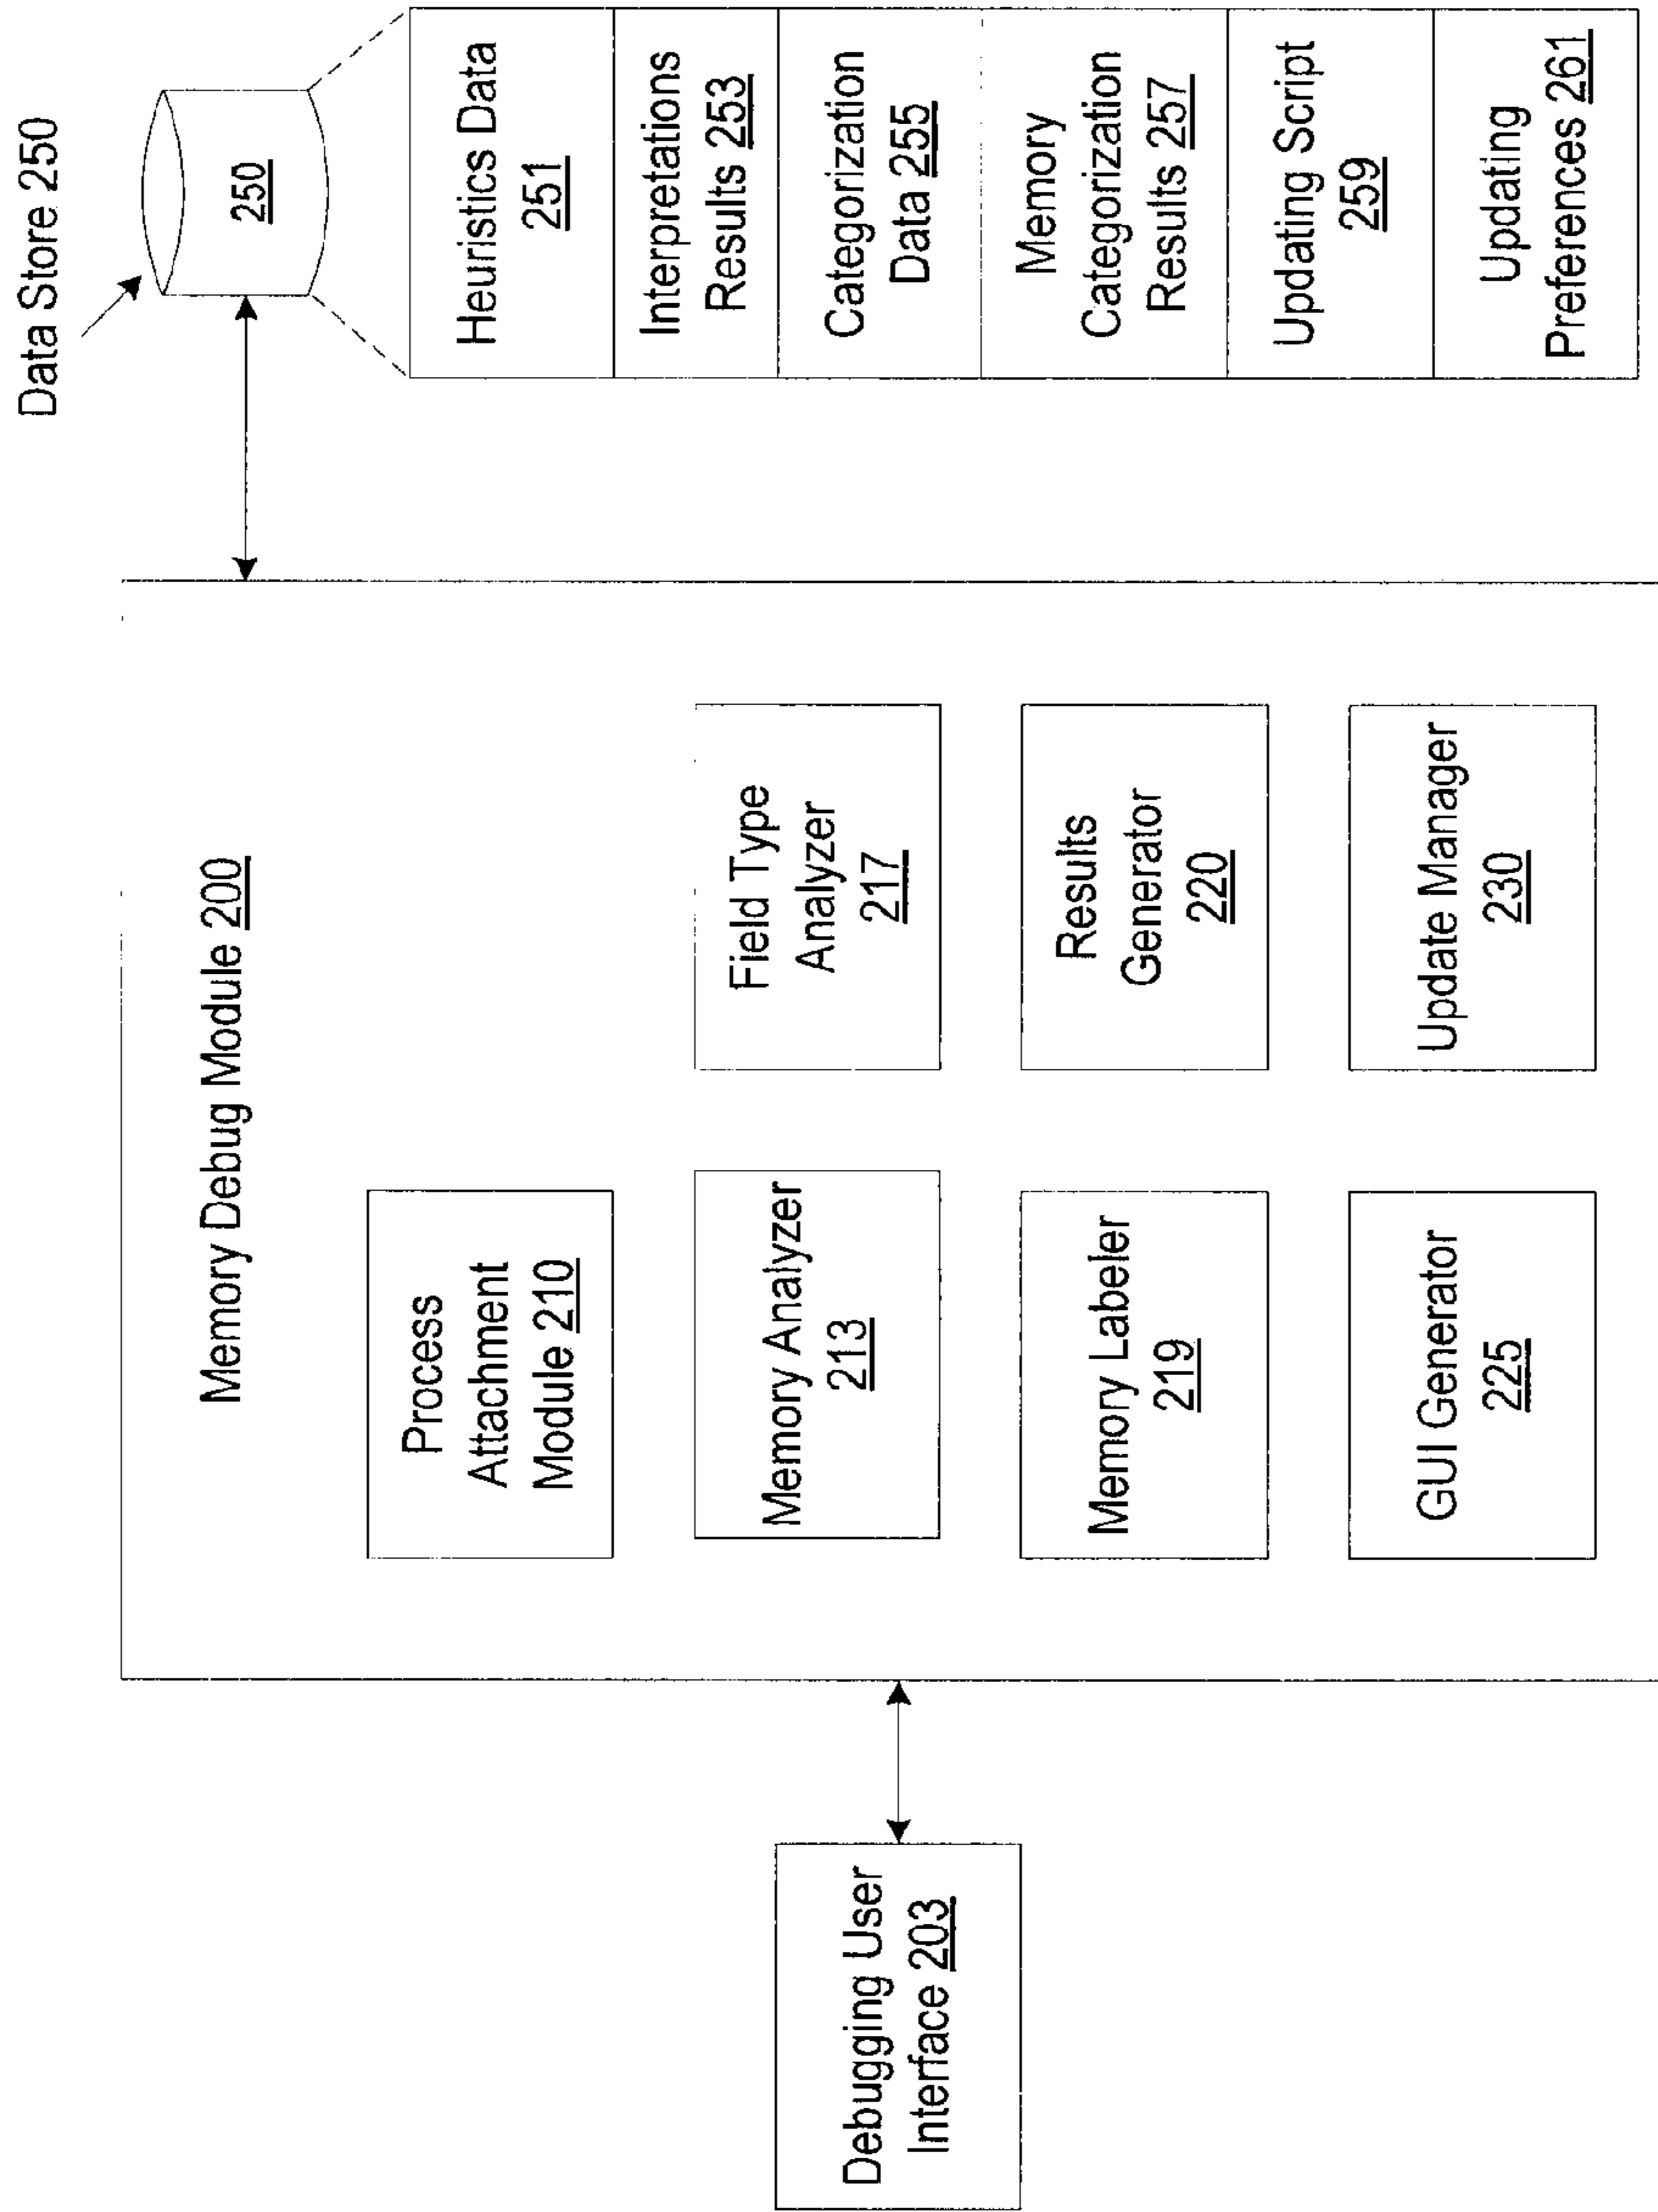 Memory Debug Module 200
Process
Attachment
Module 210
Memory Analyzer
213
Field Type
Analyzer
217
Memory Labeler
219
Results
Generator
220
GUI Generator
225
Update Manager
230
Debugging User
Interface 203
Data Store 250
250
Heuristics Data
251
Interpretations
Results 253
Categorization
Data 255
Memory
Categorization
Results 257
Updating Script
259
Updating
Preferences 261